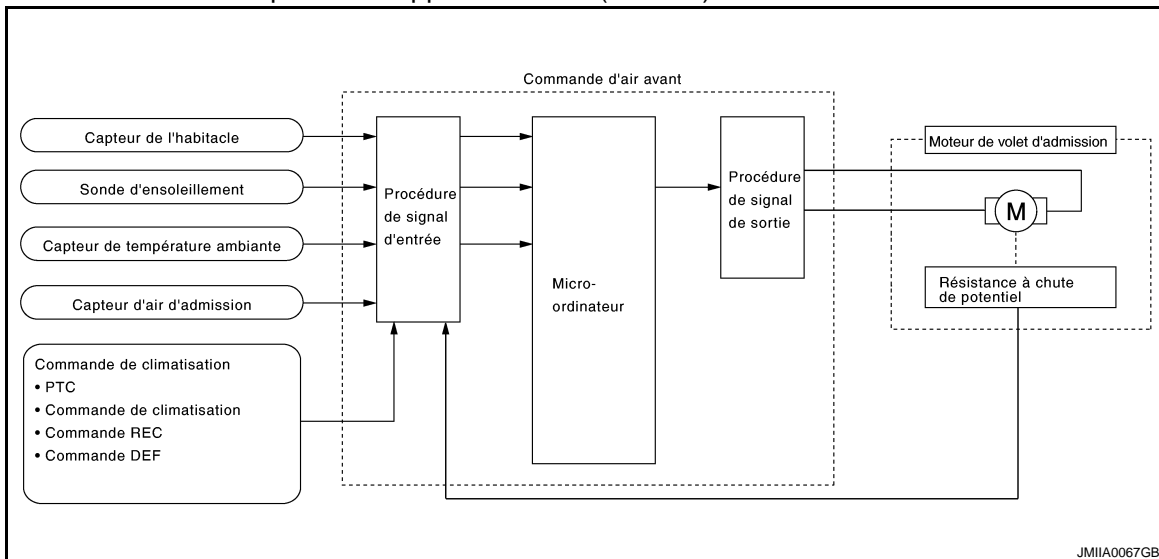 Commande d'air avant
Capteur de l'habitacle
Sonde d'ensoleillement
Capteur de température ambiante
Capteur d'air d'admission
Commande de climatisation
• PTC
• Commande de climatisation
• Commande REC
• Commande DEF
Procédure
de signal
d'entrée
Micro-
ordinateur
Procédure
de signal
de sortie
Moteur de volet d'admission
M
Résistance à chute
de potentiel
JMIIA0067GB